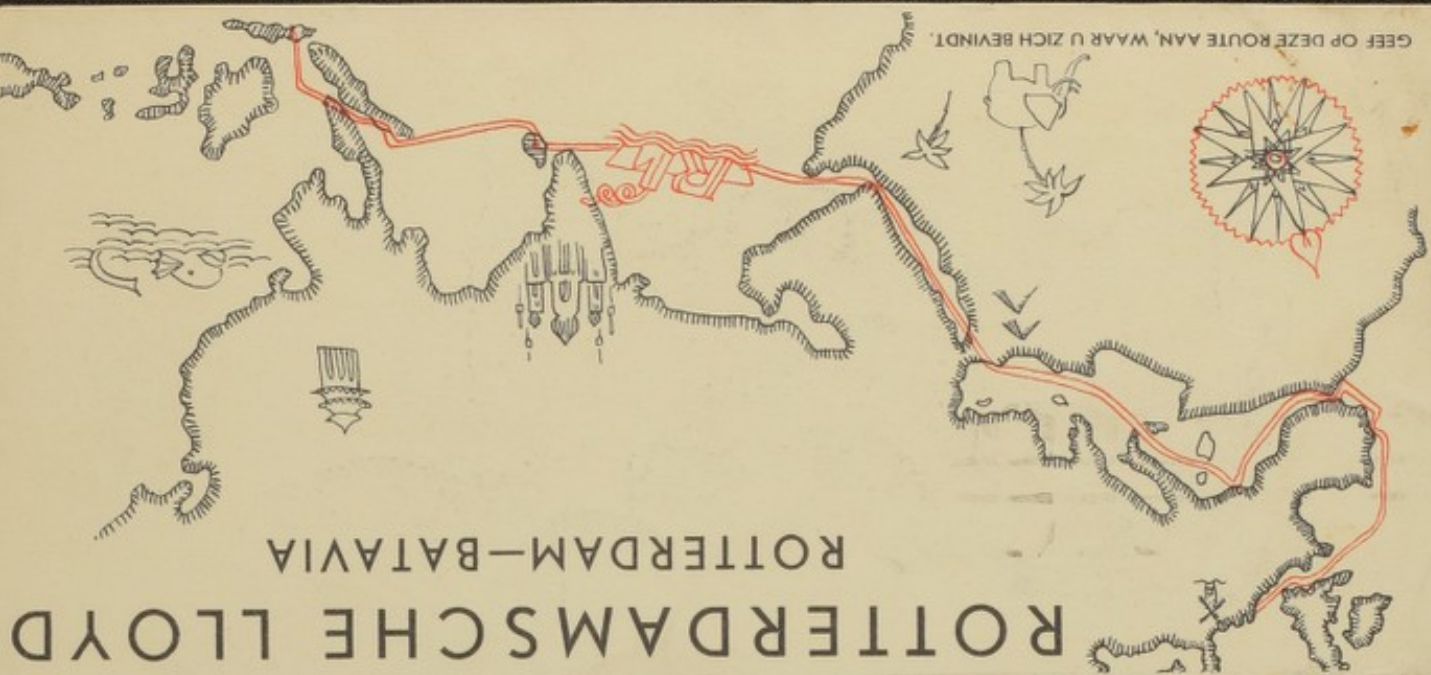 ROTTERDAMSCHE LLOYD
ROTTERDAM—BATAVIA
GEEF OP DEZE ROUTE AAN, WAAR U ZICH BEVINDT.